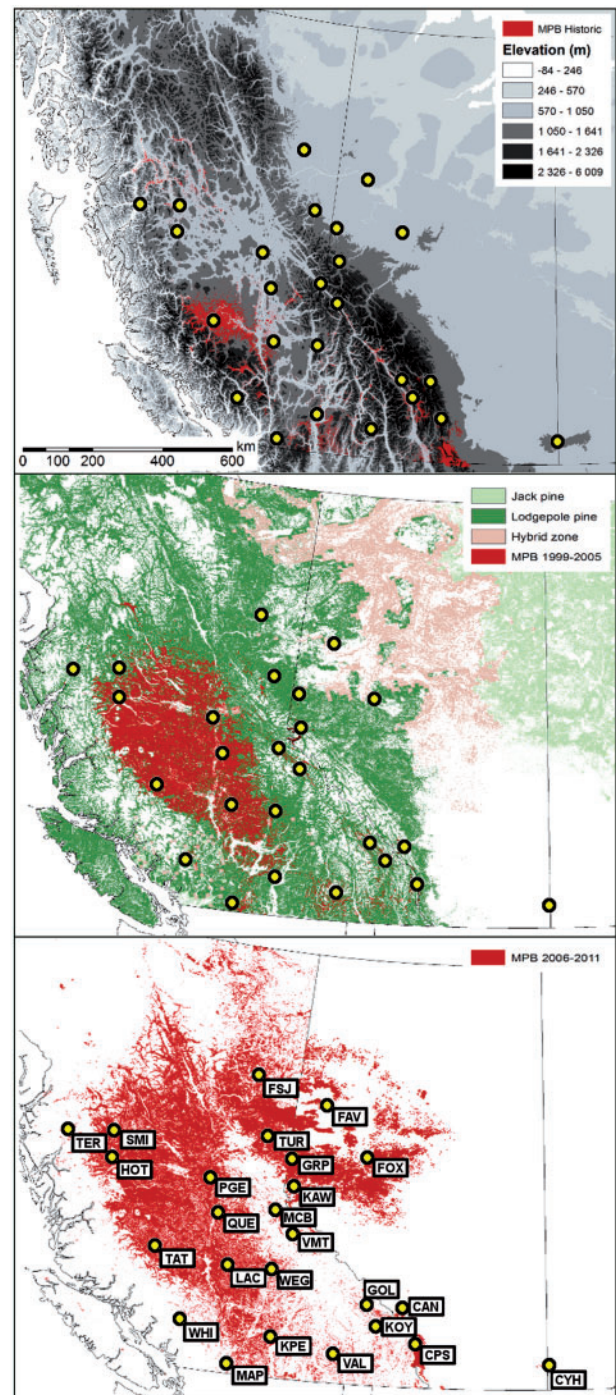 MPB Historic
Elevation (m)
-84 - 246
246 - 570
570 - 1 050
1 050 - 1 641
1 641 - 2 326
2 326 - 6 009
km
0 100 200 400 600
Jack pine
Lodgepole pine
Hybrid zone
MPB 1999-2005
MPB 2006-2011
FSJ
FAV
TER
SMI
TUR
HOT
GRP
FOX
PGE
KAW
QUE
MCB
VMT
TAT
LAC
WEG
GOL
CAN
WHI
KOY
KPE
CPS
VAL
MAP
CYH